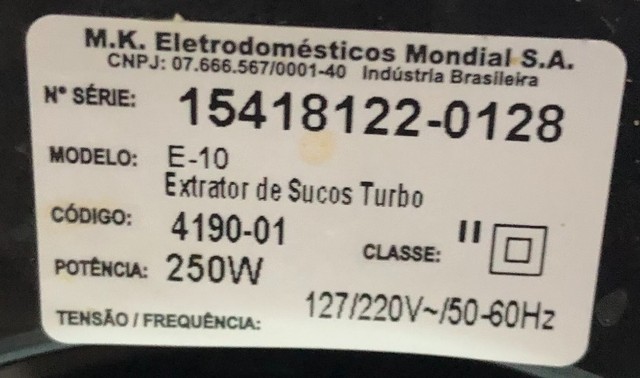 M.K. Eletrodomésticos Mondial S.A.
CNPJ: 07.666.567/0001-40 Indústria Brasileira
Nº SÉRIE: 15418122-0128
MODELO: E-10
Extrator de Sucos Turbo
CÓDIGO: 4190-01
CLASSE: II
POTÊNCIA: 250W
TENSÃO / FREQUÊNCIA: 127/220V~/50-60Hz